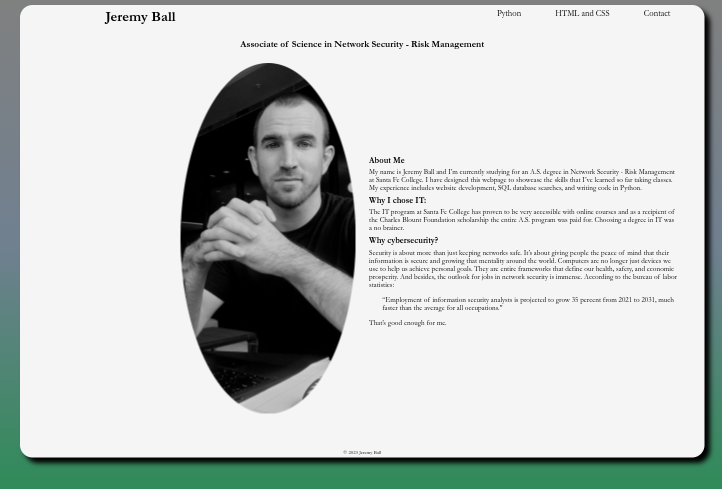 Jeremy Ball
Python HTML and CSS Contact
Associate of Science in Network Security - Risk Management
About Me
My name is Jeremy Ball and I'm currently studying for an A.S. degree in Network Security - Risk Management
at Santa Fe College. I have designed this webpage to showcase the skills that I've learned so far taking classes.
My experience includes website development, SQL database searches, and writing code in Python.
Why I chose IT:
The IT program at Santa Fe College has proven to be very accessible with online courses and as a recipient of
the Charles Blount Foundation scholarship the entire A.S. program was paid for. Choosing a degree in IT was
a no brainer.
Why cybersecurity?
Security is about more than just keeping networks safe. It's about giving people the peace of mind that their
information is secure and growing that mentality around the world. Computers are no longer just devices we
use to help us achieve personal goals. They are entire frameworks that define our health, safety, and economic
prosperity. And besides, the outlook for jobs in network security is immense. According to the bureau of labor
statistics:
"Employment of information security analysts is projected to grow 35 percent from 2021 to 2031, much
faster than the average for all occupations."
That's good enough for me.
© 2023 Jeremy Ball